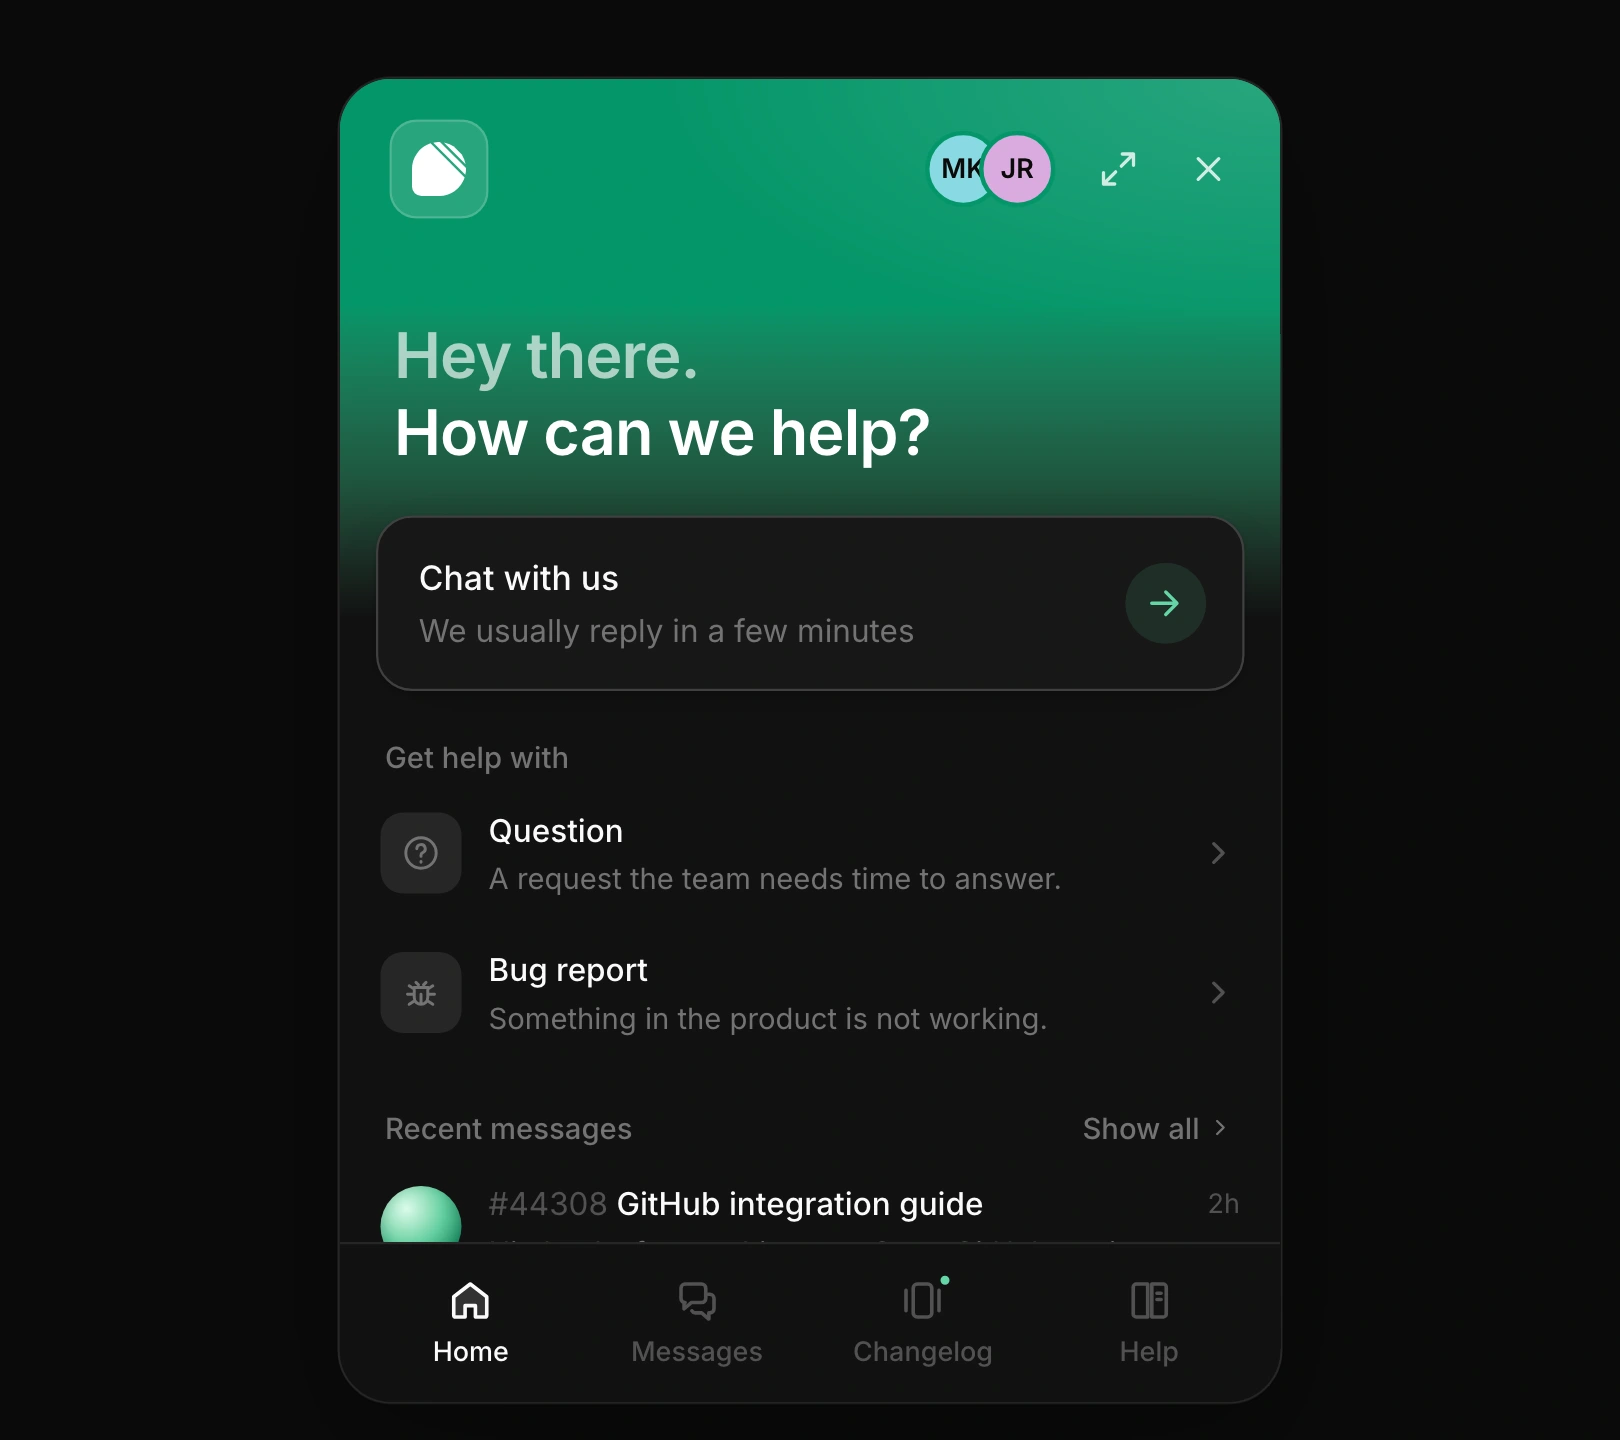 MK JR
Hey there.
How can we help?
Chat with us
We usually reply in a few minutes
Get help with
Question
A request the team needs time to answer.
Bug report
Something in the product is not working.
Recent messages Show all
#44308 GitHub integration guide 2h
Home Messages Changelog Help